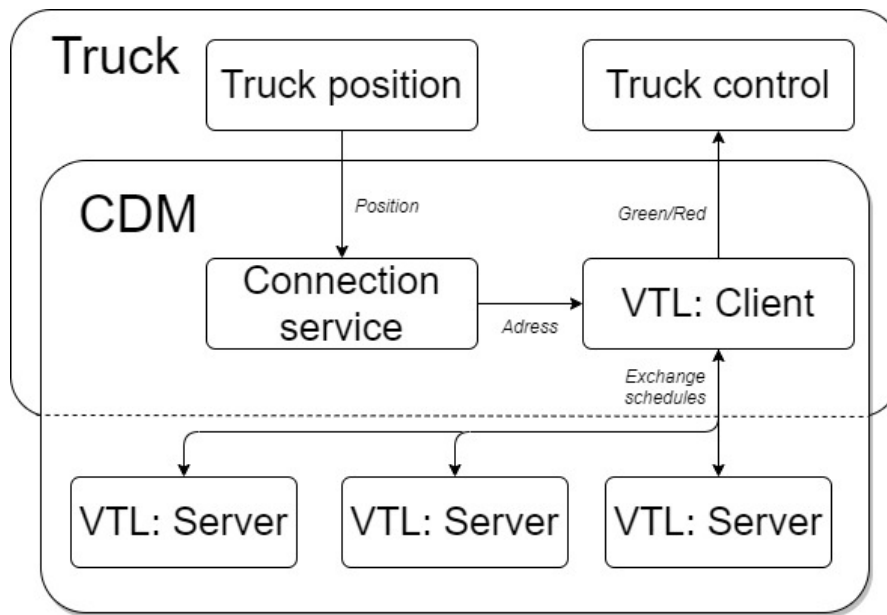 Truck
Truck position
Truck control
CDM
Position
Green/Red
Connection
service
Adress
VTL: Client
Exchange
schedules
VTL: Server
VTL: Server
VTL: Server